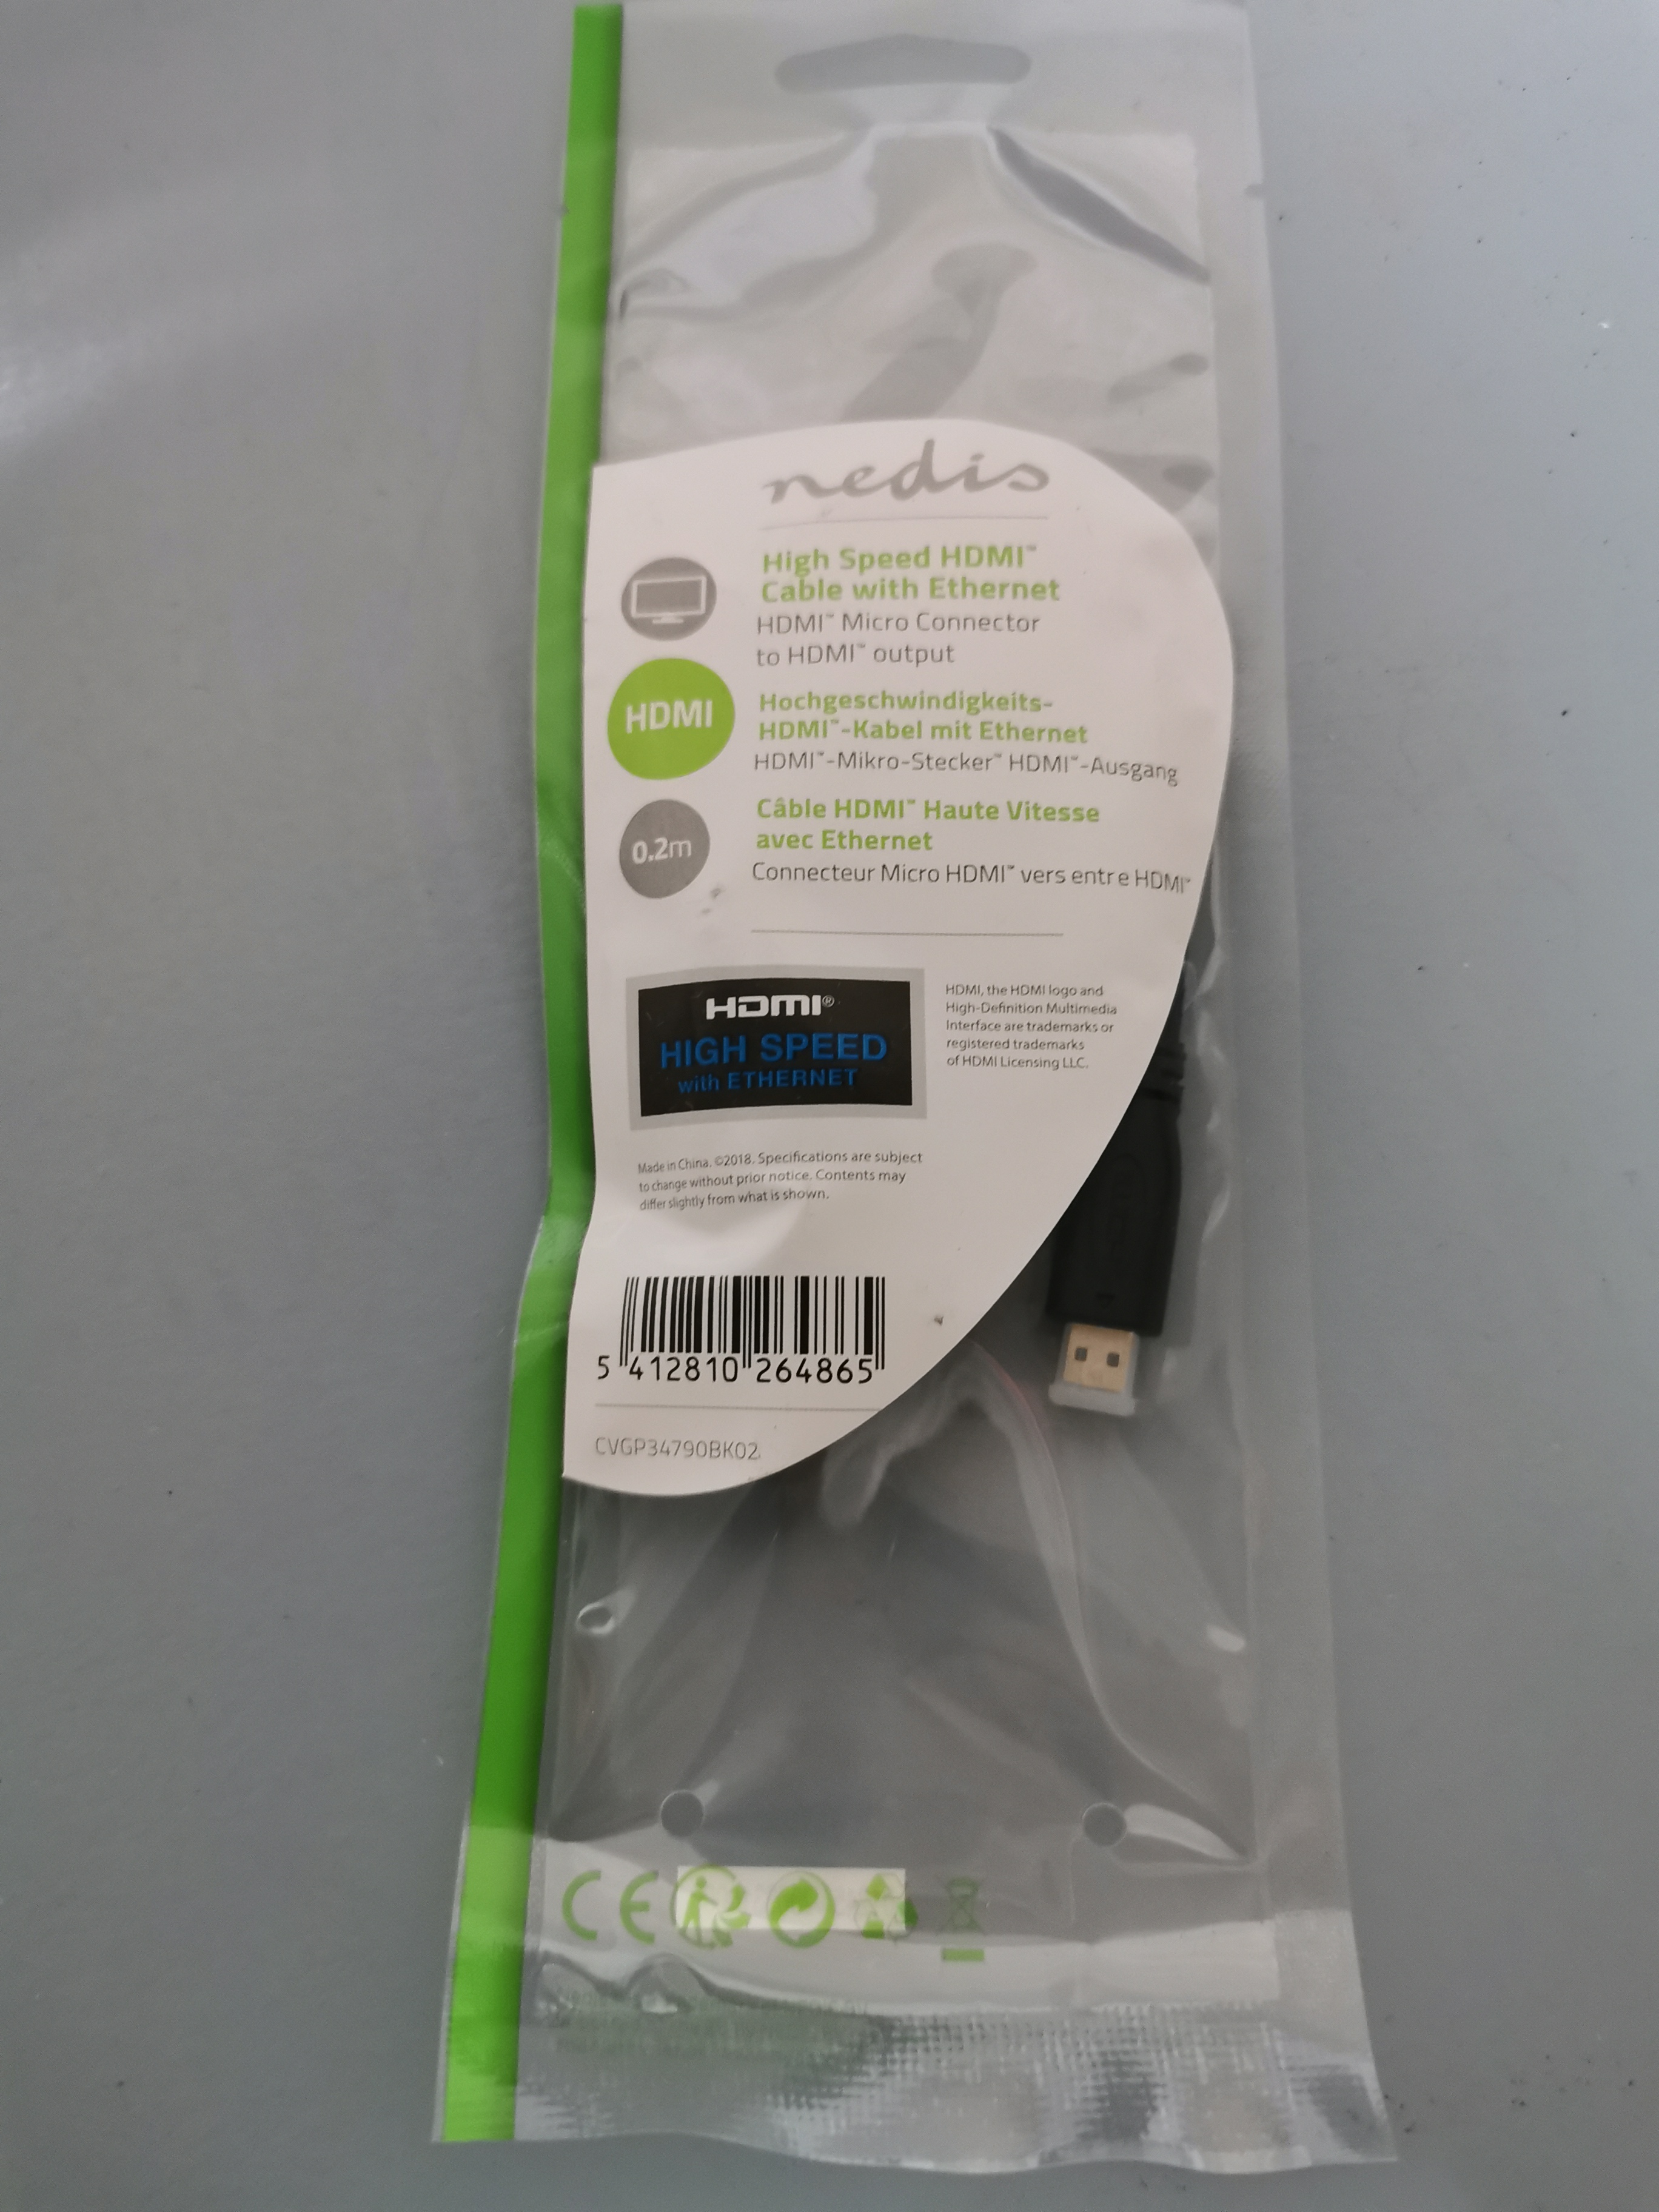 nedis
High Speed HDMI™
Cable with Ethernet
HDMI™ Micro Connector
to HDMI™ output
HDMI
Hochgeschwindigkeits-
HDMI™-Kabel mit Ethernet
HDMI™-Mikro-Stecker™ HDMI™-Ausgang
0.2m
Câble HDMI™ Haute Vitesse
avec Ethernet
Connecteur Micro HDMI™ vers entre HDMI™
HDMI®
HIGH SPEED
with ETHERNET
HDMI, the HDMI logo and
High-Definition Multimedia
Interface are trademarks or
registered trademarks
of HDMI Licensing LLC.
Made in China. ©2018. Specifications are subject
to change without prior notice. Contents may
differ slightly from what is shown.
5 412810 264865
CVGP34790BK02
CE